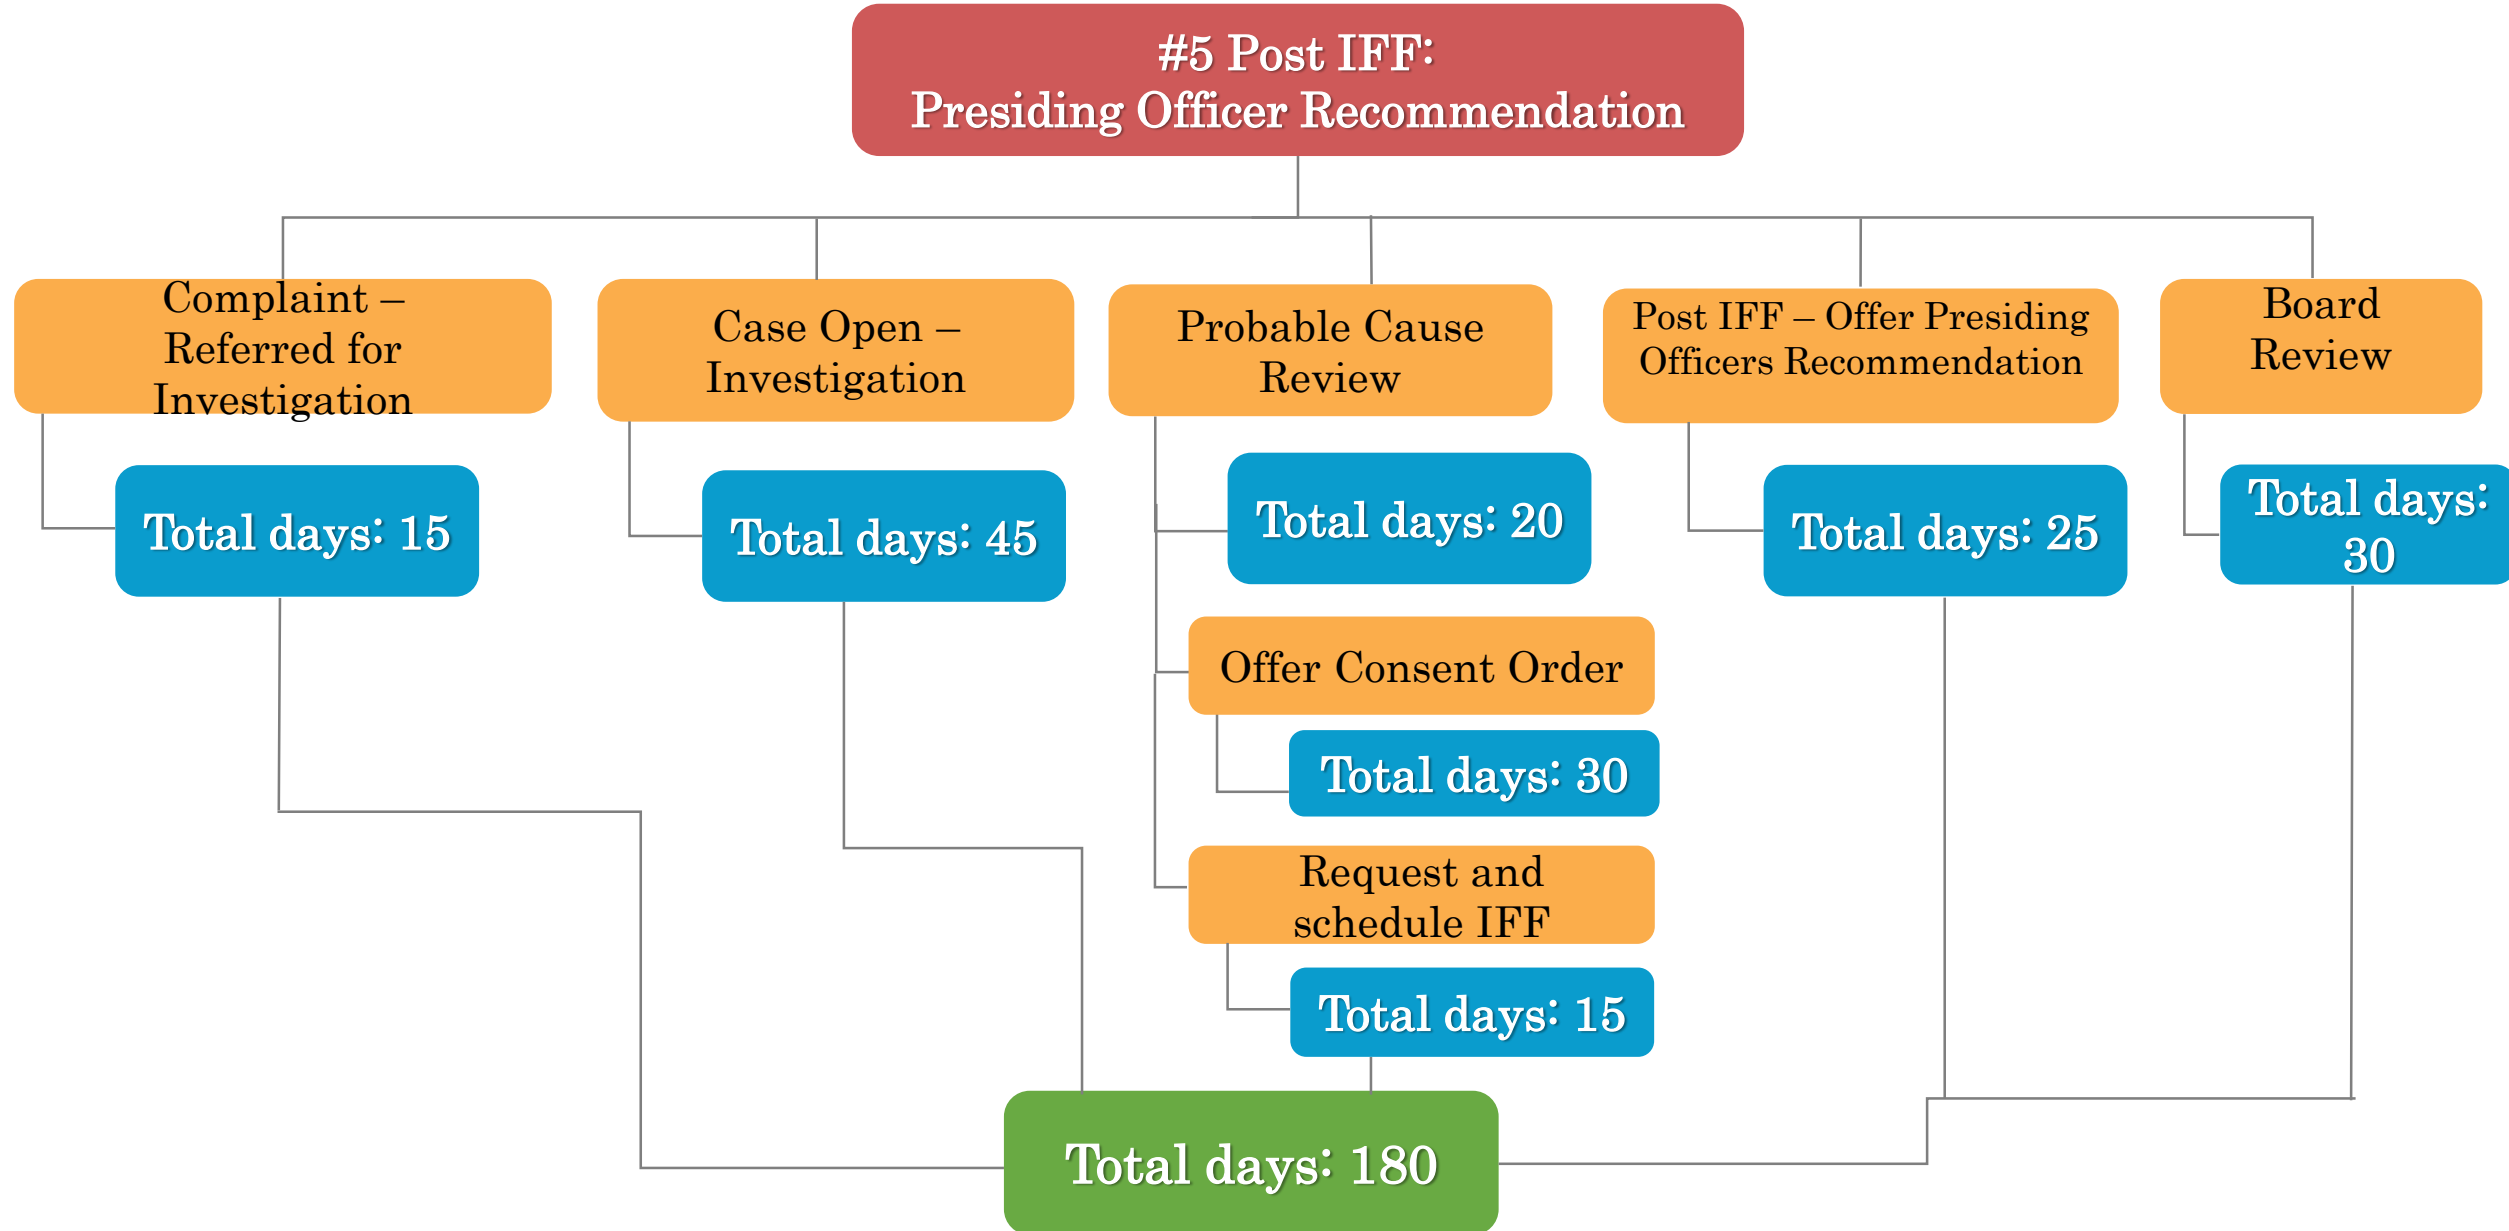 #5 Post IFF:
Presiding Officer Recommendation
Complaint –
Referred for
Investigation
Total days: 15
Case Open –
Investigation
Total days: 45
Probable Cause
Review
Total days: 20
Offer Consent Order
Total days: 30
Request and
schedule IFF
Total days: 15
Post IFF – Offer Presiding
Officers Recommendation
Total days: 25
Board
Review
Total days:
30
Total days: 180